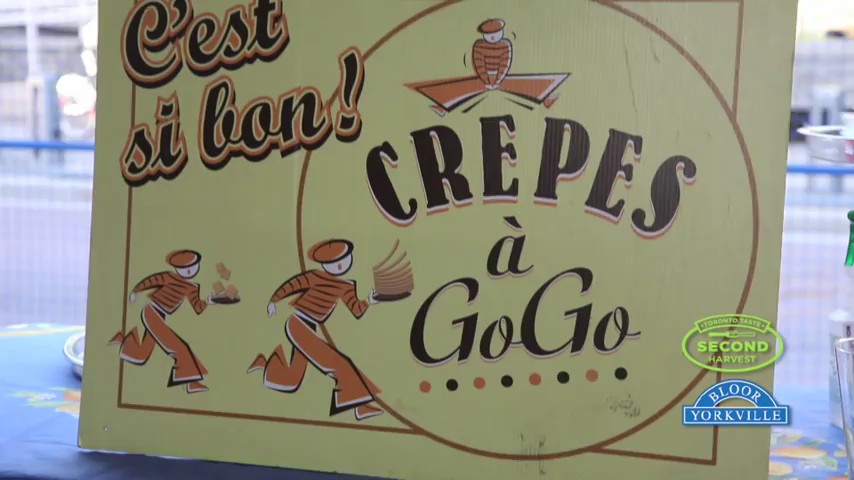 C'est
si bon!
CREPES
à
GoGo
TORONTO TASTE
SECOND
HARVEST
BLOOR
YORKVILLE